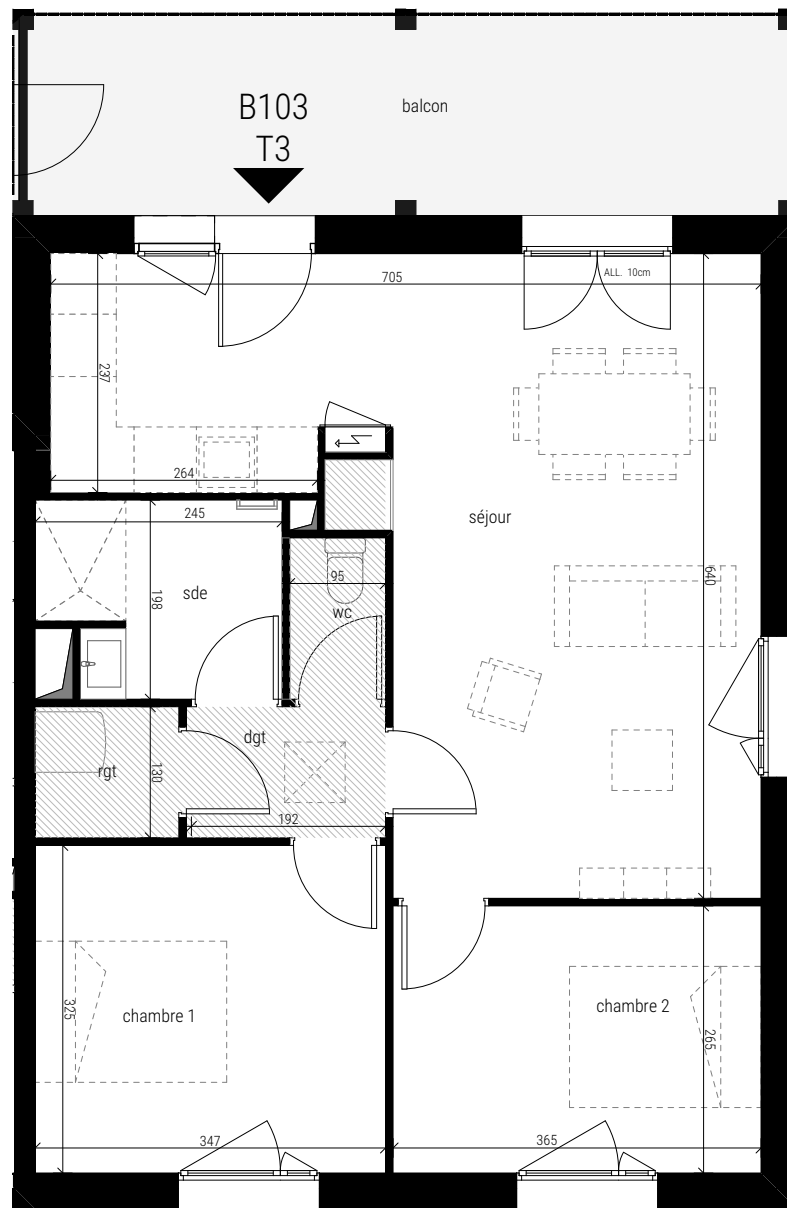 B103
T3
balcon
705
ALL. 10cm
237
264
245
séjour
95
sde
198
wc
640
dgt
rgt
130
192
325
chambre 1
chambre 2
265
347
365